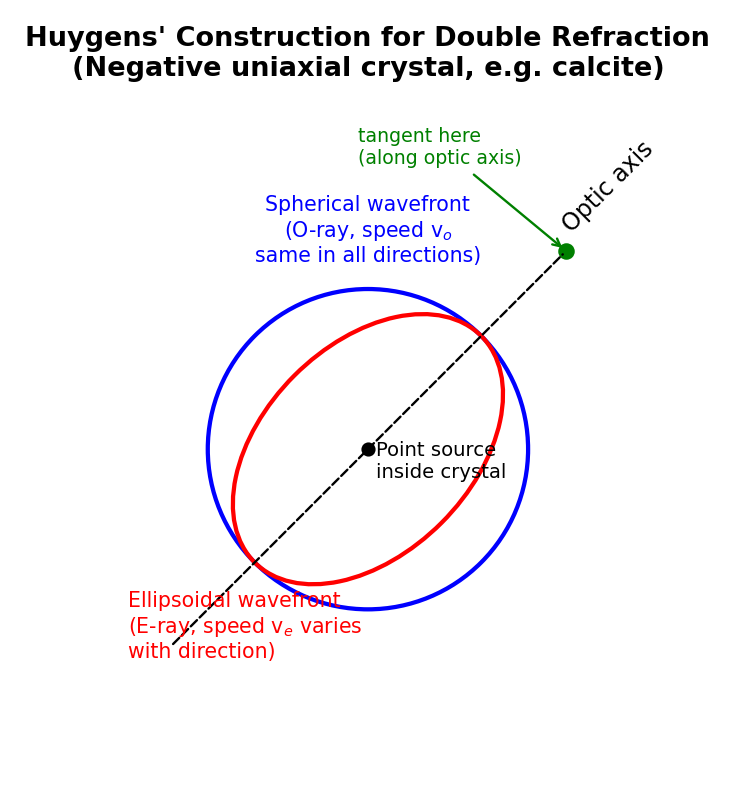 Huygens' Construction for Double Refraction
(Negative uniaxial crystal, e.g. calcite)
tangent here
(along optic axis)
Optic axis
Spherical wavefront
(O-ray, speed vₒ
same in all directions)
Point source
inside crystal
Ellipsoidal wavefront
(E-ray, speed vₑ varies
with direction)